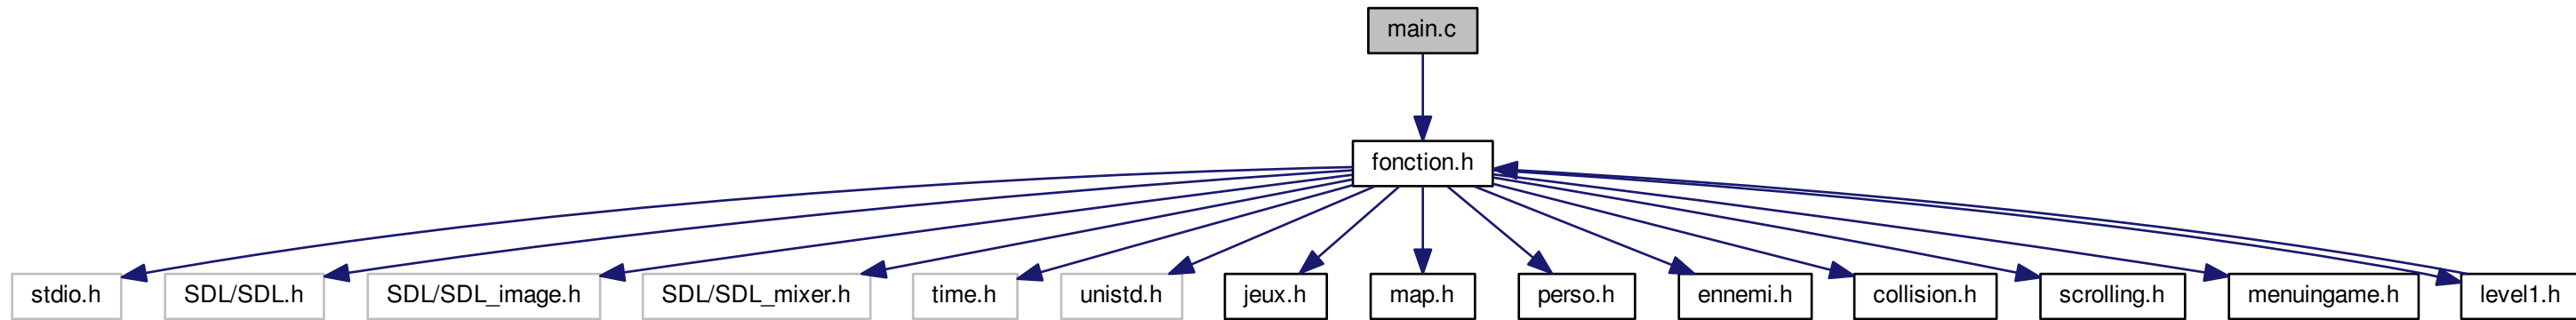 main.c
fonction.h
stdio.h
SDL/SDL.h
SDL/SDL_image.h
SDL/SDL_mixer.h
time.h
unistd.h
jeux.h
map.h
perso.h
ennemi.h
collision.h
scrolling.h
menuingame.h
level1.h